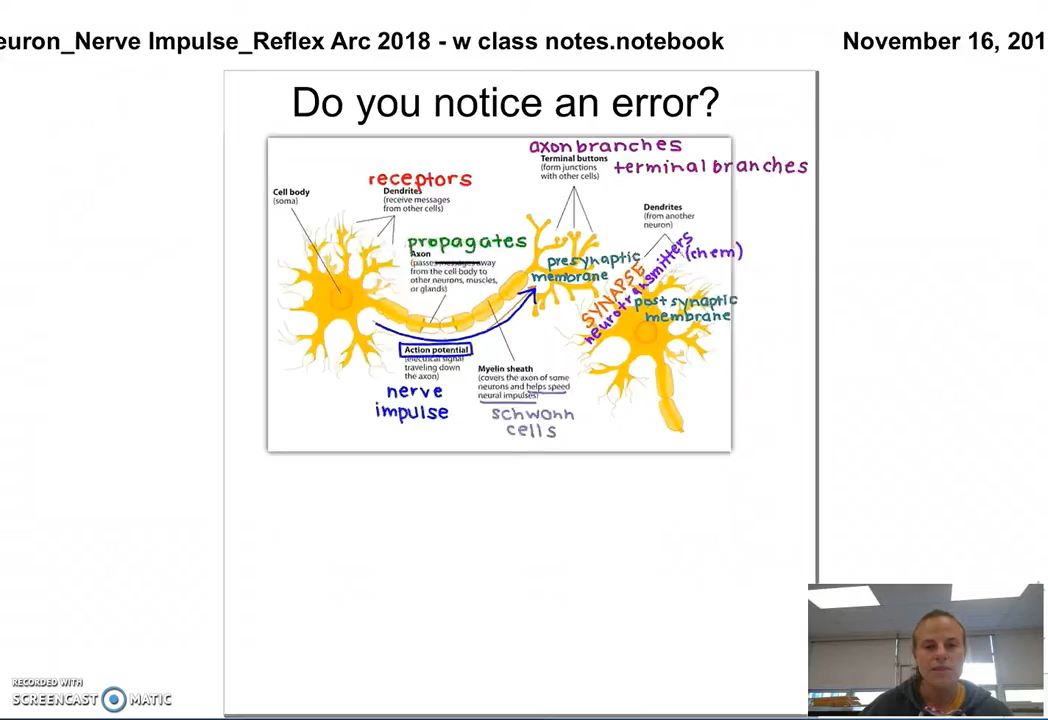 euron_Nerve Impulse_Reflex Arc 2018 - w class notes.notebook
November 16, 201
Do you notice an error?
axon branches
Terminal buttons
(form junctions
with other cells)
terminal branches
receptors
Dendrites
(receive messages
from other cells)
Cell body
(soma)
Dendrites
(from another
neuron)
propagates
Axon
(passes messages away
from the cell body to
other neurons, muscles,
or glands)
presynaptic
membrane
SYNAPSE
neurotransmitters
(chem)
post synaptic
membrane
Action potential
(electrical signal
traveling down
the axon)
nerve
impulse
Myelin sheath
(covers the axon of some
neurons and helps speed
neural impulses)
schwann
cells
RECORDED WITH
SCREENCAST MATIC